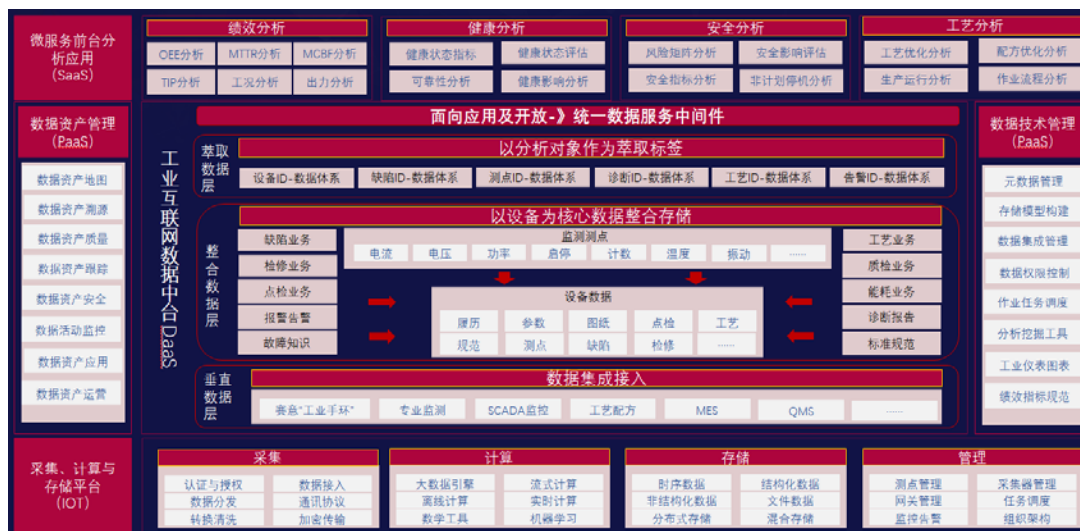 微服务前台分
析应用
(SaaS)
绩效分析
OEE分析 MTTR分析 MCBF分析
TIP分析 工况分析 出力分析
健康分析
健康状态指标 健康状态评估
可靠性分析 健康影响分析
安全分析
风险矩阵分析 安全影响评估
安全指标分析 非计划停机分析
工艺分析
工艺优化分析 配方优化分析
生产运行分析 作业流程分析
数据资产管理
(PaaS)
数据资产地图
数据资产溯源
数据资产质量
数据资产跟踪
数据资产安全
数据活动监控
数据资产应用
数据资产运营
工业互联网数据中台DaaS
面向应用及开放-》统一数据服务中间件
萃取
数据
层
以分析对象作为萃取标签
设备ID-数据体系 缺陷ID-数据体系 测点ID-数据体系 诊断ID-数据体系 工艺ID-数据体系 告警ID-数据体系
整合数据层
以设备为核心数据整合存储
缺陷业务
检修业务
点检业务
报警告警
故障知识
监测测点
电流 电压 功率 启停 计数 温度 振动 ......
设备数据
履历 参数 图纸 点检 工艺
规范 测点 缺陷 检修 ......
工艺业务
质检业务
能耗业务
诊断报告
标准规范
垂直
数据
层
数据集成接入
赛意“工业手环” 专业监测 SCADA监控 工艺配方 MES QMS ......
数据技术管理
(PaaS)
元数据管理
存储模型构建
数据集成管理
数据权限控制
作业任务调度
分析挖掘工具
工业仪表图表
绩效指标规范
采集、计算与
存储平台
(IOT)
采集
认证与授权 数据接入
数据分发 通讯协议
转换清洗 加密传输
计算
大数据引擎 流式计算
离线计算 实时计算
数学工具 机器学习
存储
时序数据 结构化数据
非结构化数据 文件数据
分布式存储 混合存储
管理
测点管理 采集器管理
网关管理 任务调度
监控告警 组织架构